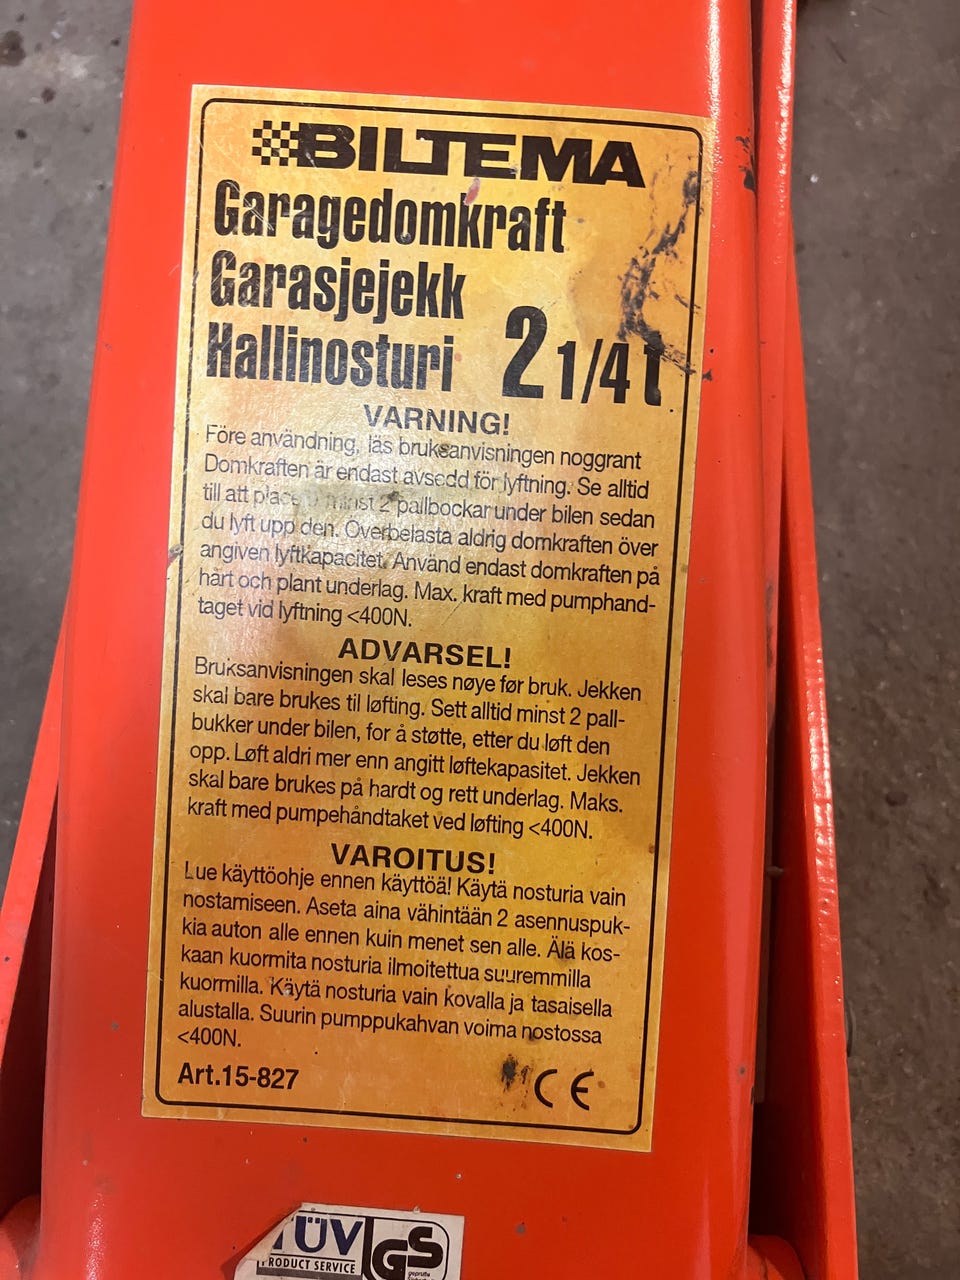 BILTEMA
Garagedomkraft
Garasjejekk
Hallinosturi 2 1/4 t
VARNING!
Före användning, läs bruksanvisningen noggrant
Domkraften är endast avsedd för lyftning. Se alltid
till att placera minst 2 pallbockar under bilen sedan
du lyft upp den. Överbelasta aldrig domkraften över
angiven lyftkapacitet. Använd endast domkraften på
hårt och plant underlag. Max. kraft med pumphand-
taget vid lyftning <400N.
ADVARSEL!
Bruksanvisningen skal leses nøye før bruk. Jekken
skal bare brukes til løfting. Sett alltid minst 2 pall-
bukker under bilen, for å støtte, etter du løft den
opp. Løft aldri mer enn angitt løftekapasitet. Jekken
skal bare brukes på hardt og rett underlag. Maks.
kraft med pumpehåndtaket ved løfting <400N.
VAROITUS!
Lue käyttöohje ennen käyttöä! Käytä nosturia vain
nostamiseen. Aseta aina vähintään 2 asennuspuk-
kia auton alle ennen kuin menet sen alle. Älä kos-
kaan kuormita nosturia ilmoitettua suuremmilla
kuormilla. Käytä nosturia vain kovalla ja tasaisella
alustalla. Suurin pumppukahvan voima nostossa
<400N.
Art.15-827 CE
TÜV GS
PRODUCT SERVICE geprüfte